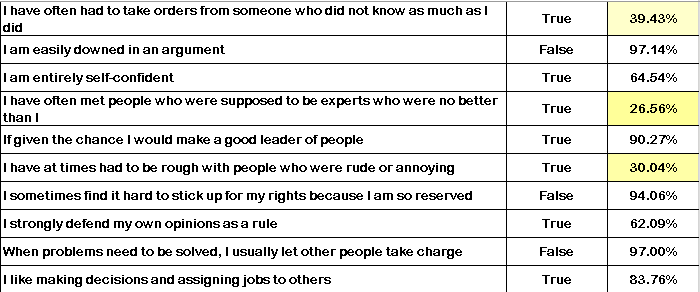 I have often had to take orders from someone who did not know as much as I did True 39.43%
I am easily downed in an argument False 97.14%
I am entirely self-confident True 64.54%
I have often met people who were supposed to be experts who were no better than I True 26.56%
If given the chance I would make a good leader of people True 90.27%
I have at times had to be rough with people who were rude or annoying True 30.04%
I sometimes find it hard to stick up for my rights because I am so reserved False 94.06%
I strongly defend my own opinions as a rule True 62.09%
When problems need to be solved, I usually let other people take charge False 97.00%
I like making decisions and assigning jobs to others True 83.76%